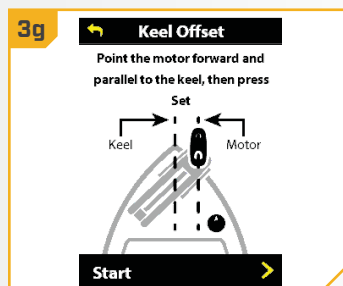 3g
Keel Offset
Point the motor forward and
parallel to the keel, then press
Set
Keel
Motor
Start